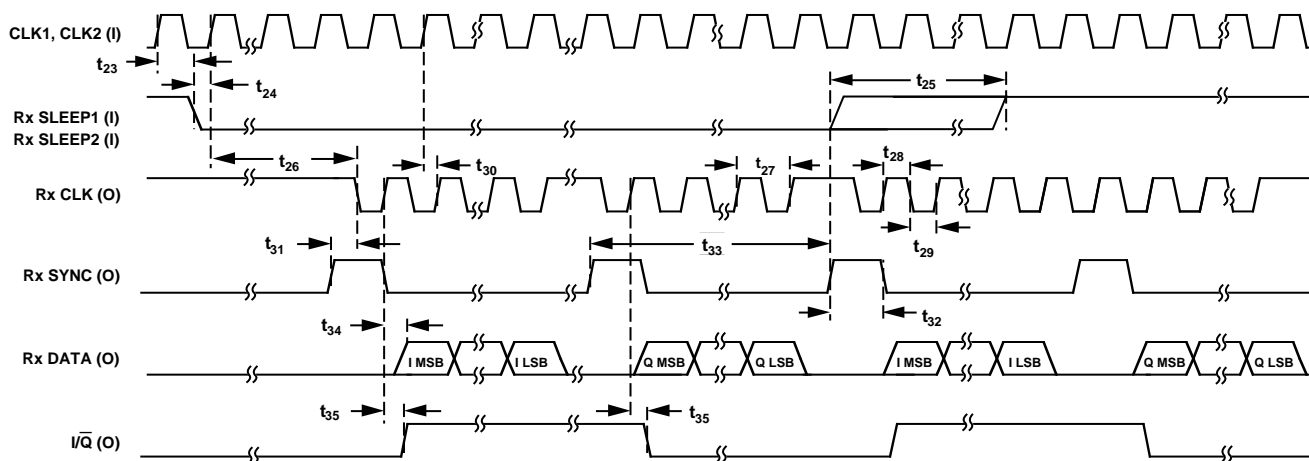 CLK1, CLK2 (I)
t23
t24
t25
Rx SLEEP1 (I)
Rx SLEEP2 (I)
t26
t30
t27
t28
Rx CLK (O)
t31
t33
t29
Rx SYNC (O)
t34
t32
Rx DATA (O)
I MSB
I LSB
Q MSB
Q LSB
I MSB
I LSB
Q MSB
Q LSB
t35
t35
I/Q̅ (O)